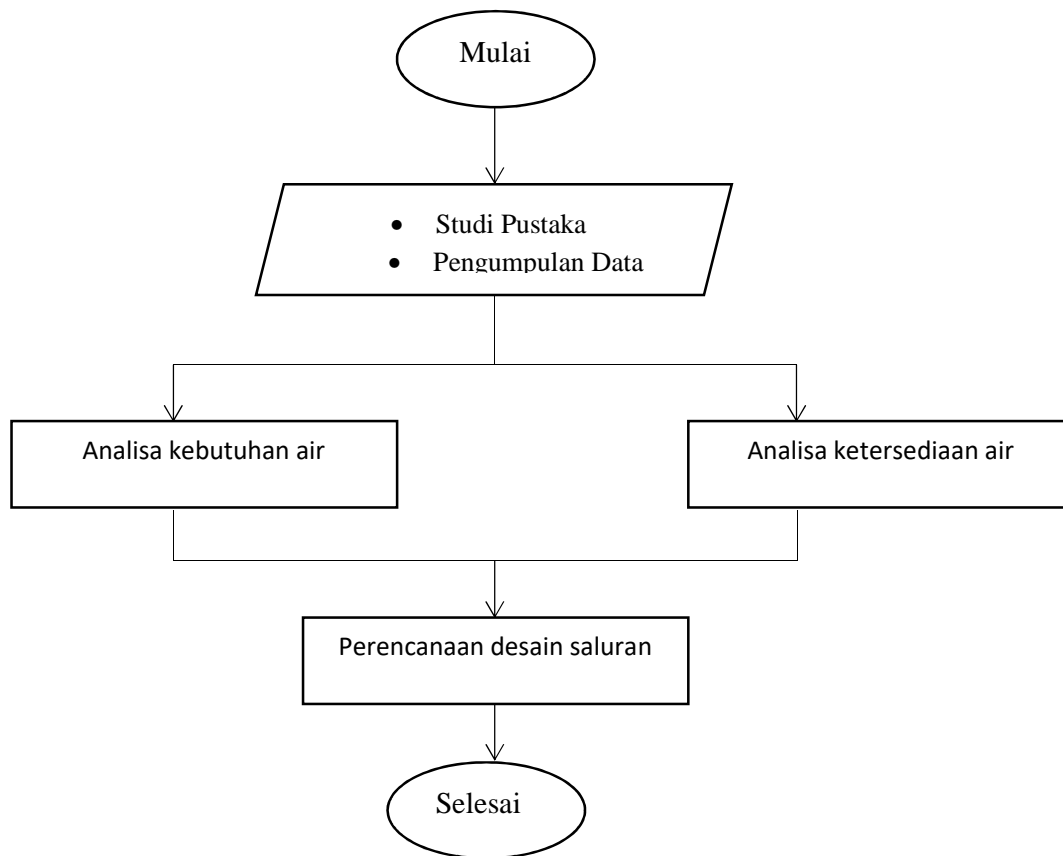 Mulai
• Studi Pustaka
• Pengumpulan Data
Analisa kebutuhan air
Analisa ketersediaan air
Perencanaan desain saluran
Selesai